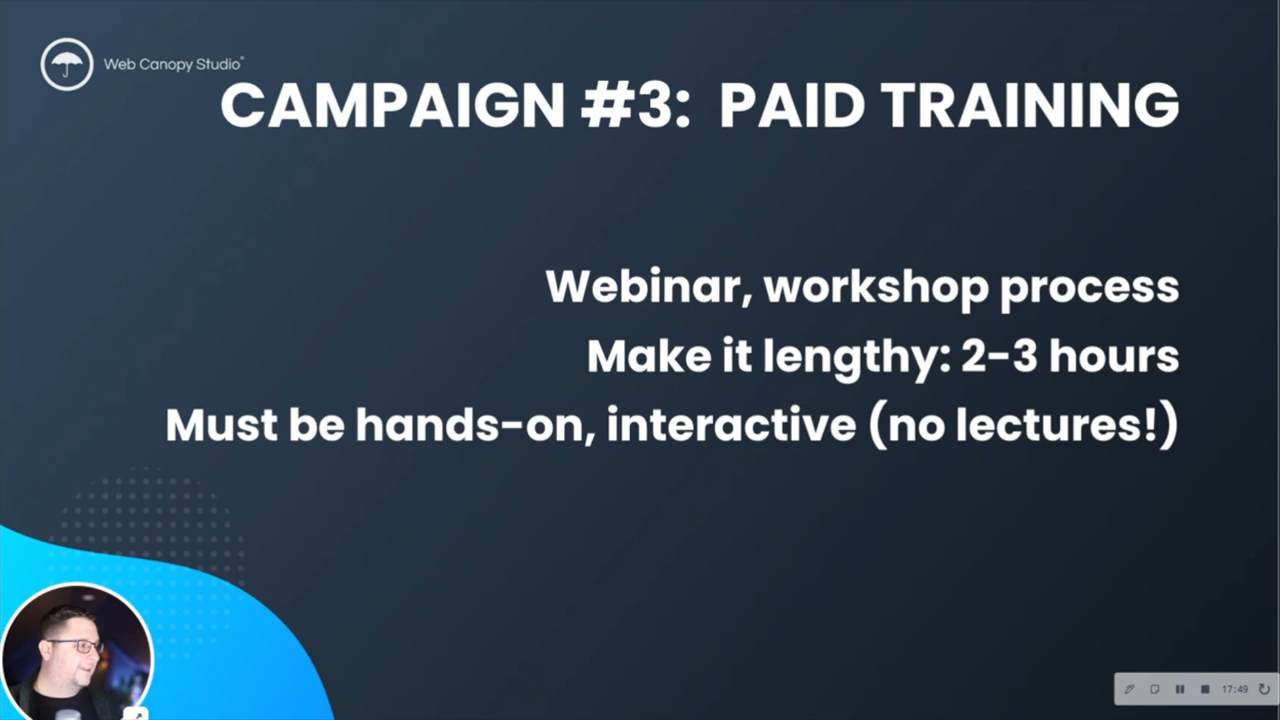 Web Canopy Studio®
CAMPAIGN #3: PAID TRAINING
Webinar, workshop process
Make it lengthy: 2-3 hours
Must be hands-on, interactive (no lectures!)
17:49